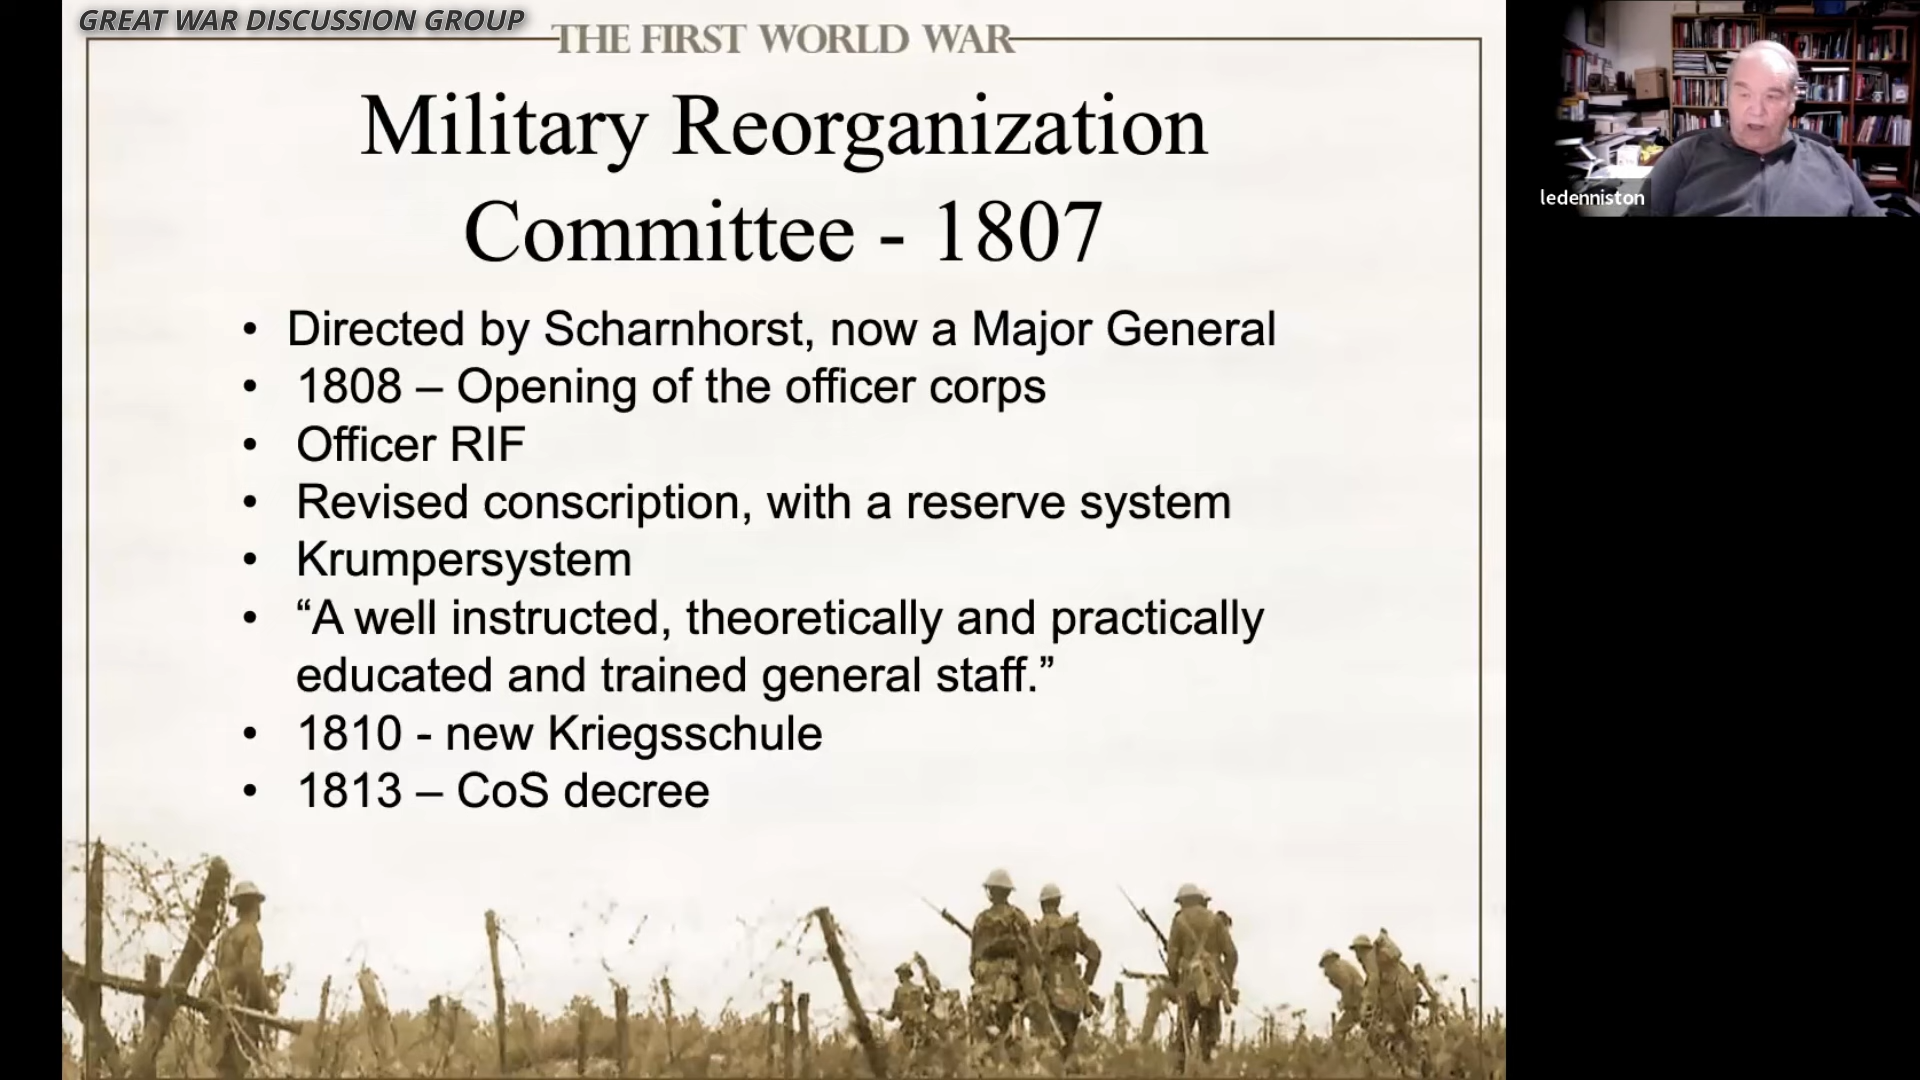 GREAT WAR DISCUSSION GROUP
THE FIRST WORLD WAR
Military Reorganization
Committee - 1807
• Directed by Scharnhorst, now a Major General
• 1808 – Opening of the officer corps
• Officer RIF
• Revised conscription, with a reserve system
• Krumpersystem
• “A well instructed, theoretically and practically
educated and trained general staff.”
• 1810 - new Kriegsschule
• 1813 – CoS decree
ledenniston